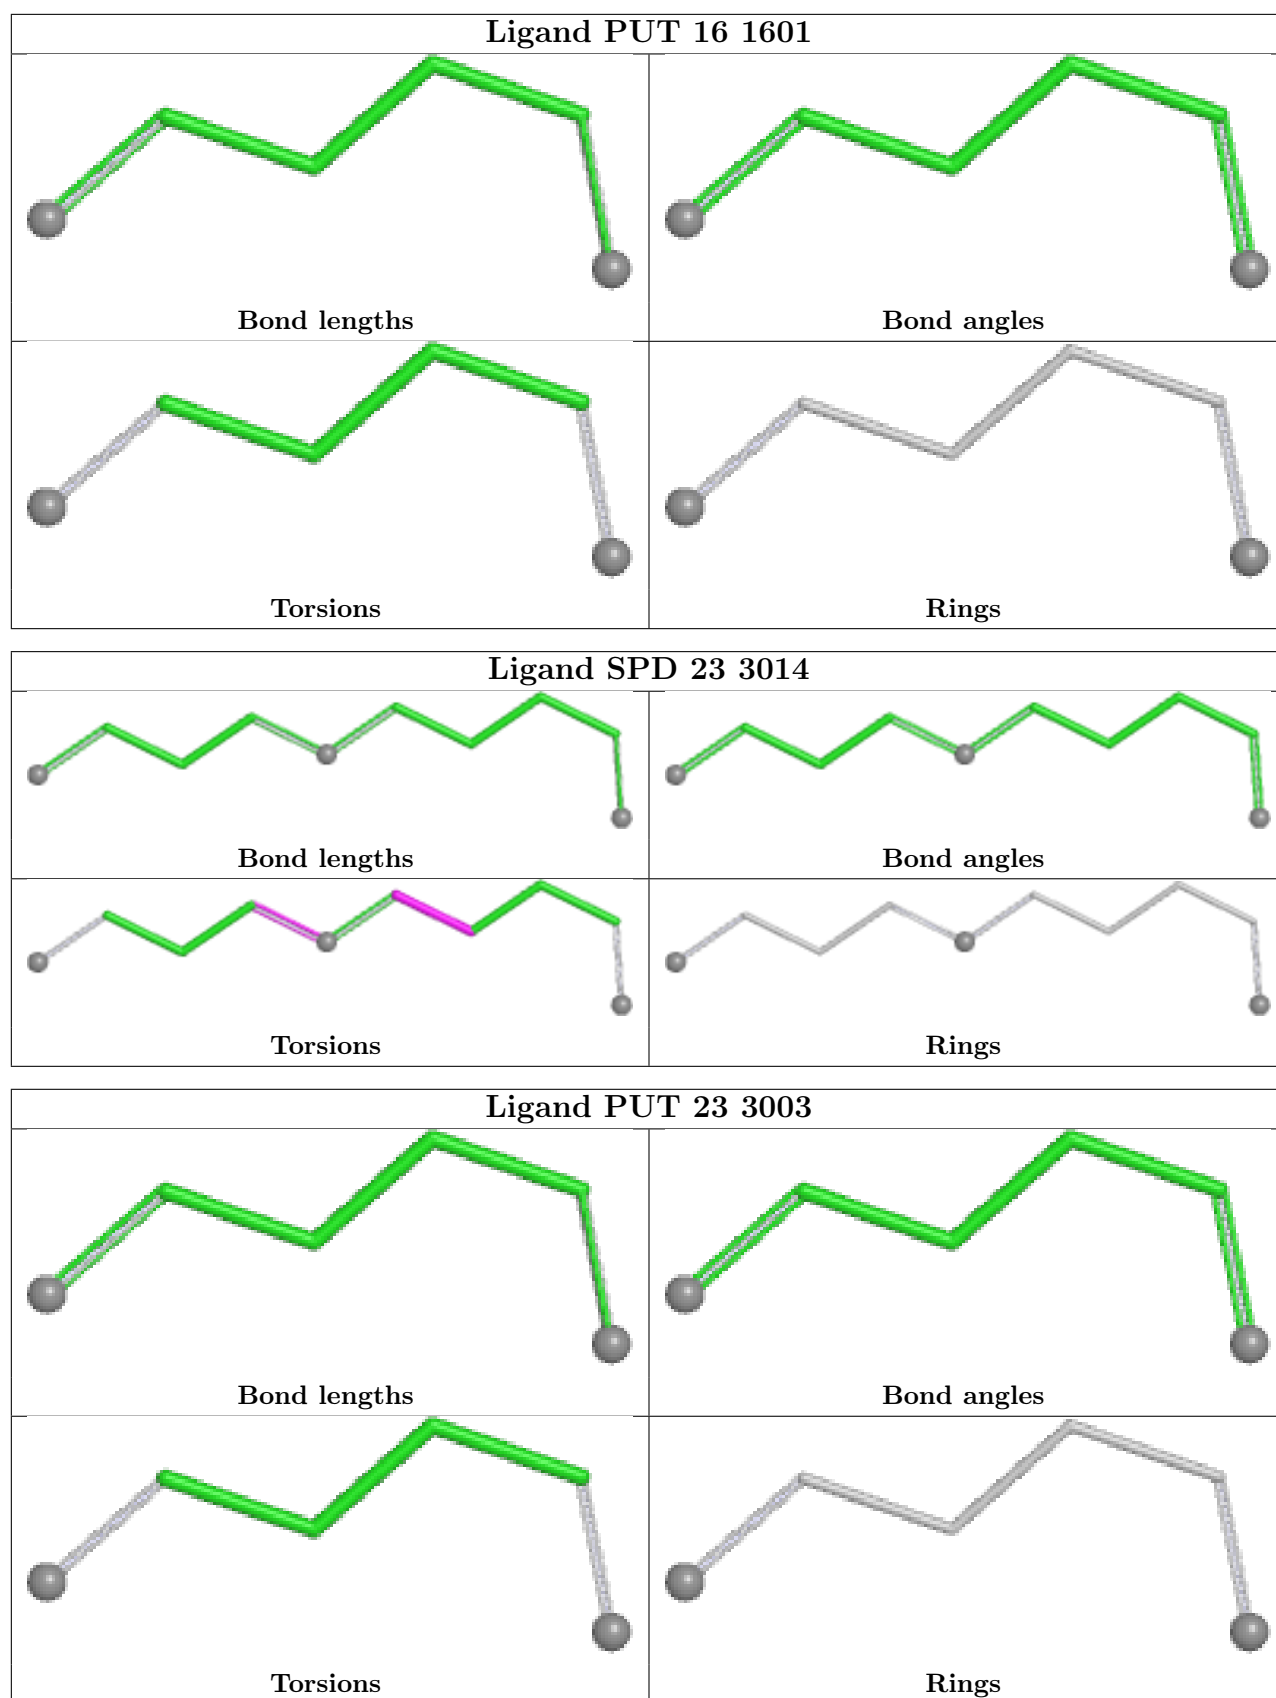 Ligand PUT 16 1601
Bond lengths
Bond angles
Torsions
Rings
Ligand SPD 23 3014
Bond lengths
Bond angles
Torsions
Rings
Ligand PUT 23 3003
Bond lengths
Bond angles
Torsions
Rings